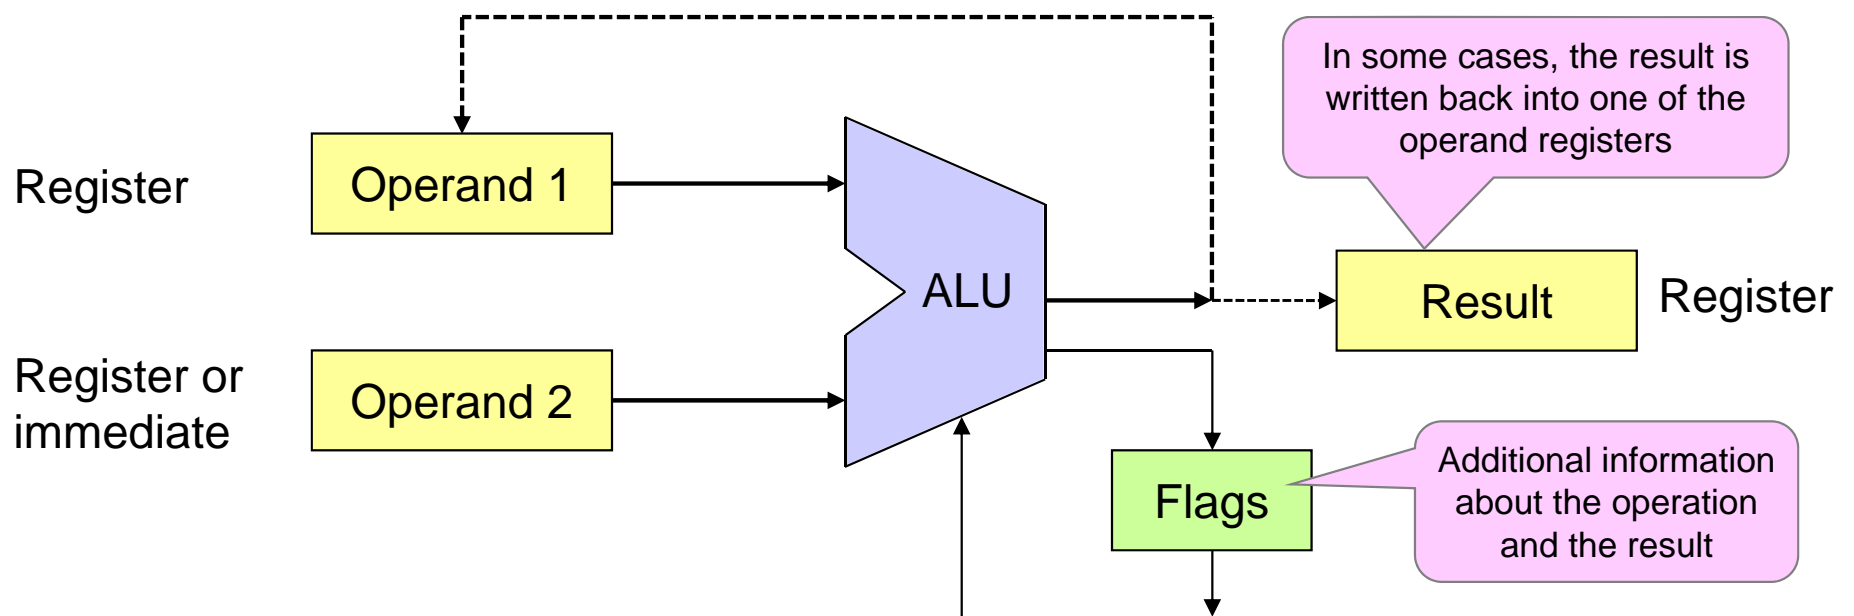 In some cases, the result is
written back into one of the
operand registers
Register
Operand 1
ALU
Result
Register
Register or
immediate
Operand 2
Flags
Additional information
about the operation
and the result